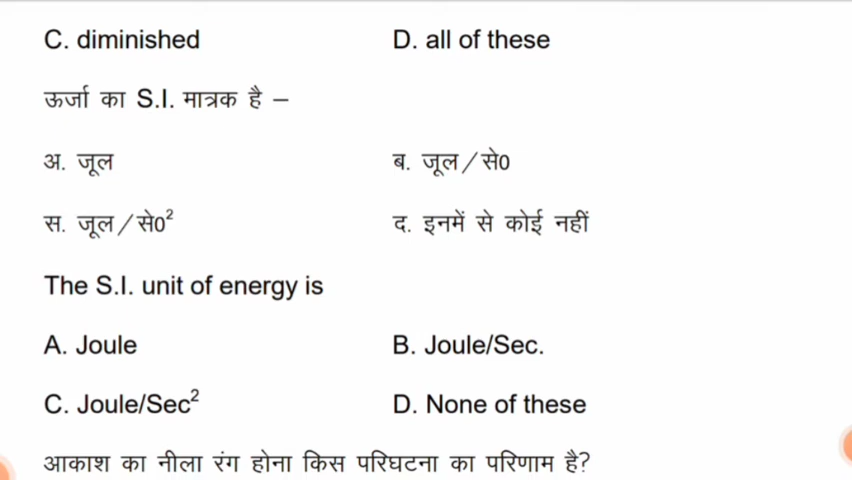 C. diminished D. all of these
ऊर्जा का S.I. मात्रक है –
अ. जूल ब. जूल/से0
स. जूल/से0² द. इनमें से कोई नहीं
The S.I. unit of energy is
A. Joule B. Joule/Sec.
C. Joule/Sec² D. None of these
आकाश का नीला रंग होना किस परिघटना का परिणाम है?